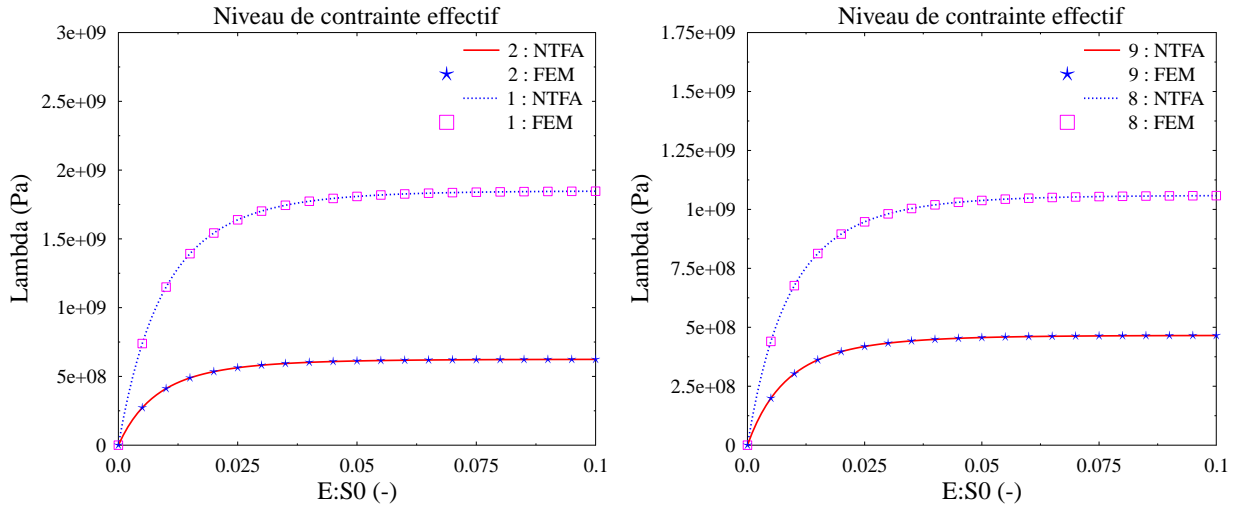 Niveau de contrainte effectif
3e+09
2.5e+09
2e+09
1.5e+09
1e+09
5e+08
0
Lambda (Pa)
2 : NTFA
2 : FEM
1 : NTFA
1 : FEM
0.0
0.025
0.05
0.075
0.1
E:S0 (-)
Niveau de contrainte effectif
1.75e+09
1.5e+09
1.25e+09
1e+09
7.5e+08
5e+08
2.5e+08
0
Lambda (Pa)
9 : NTFA
9 : FEM
8 : NTFA
8 : FEM
0.0
0.025
0.05
0.075
0.1
E:S0 (-)